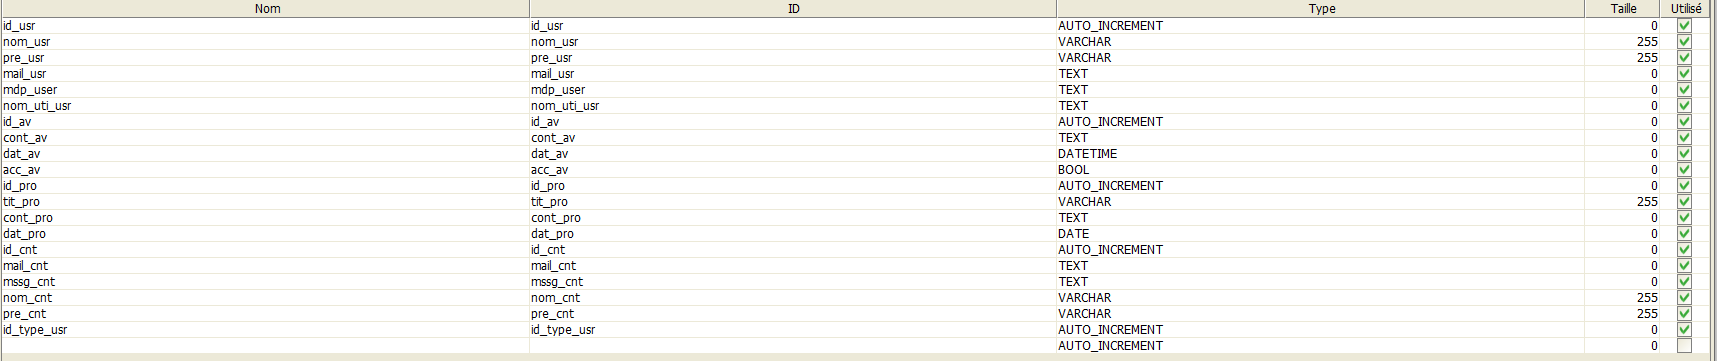 Nom ID Type Taille Utilisé
id_usr id_usr AUTO_INCREMENT 0
nom_usr nom_usr VARCHAR 255
pre_usr pre_usr VARCHAR 255
mail_usr mail_usr TEXT 0
mdp_user mdp_user TEXT 0
nom_uti_usr nom_uti_usr TEXT 0
id_av id_av AUTO_INCREMENT 0
cont_av cont_av TEXT 0
dat_av dat_av DATETIME 0
acc_av acc_av BOOL 0
id_pro id_pro AUTO_INCREMENT 0
tit_pro tit_pro VARCHAR 255
cont_pro cont_pro TEXT 0
dat_pro dat_pro DATE 0
id_cnt id_cnt AUTO_INCREMENT 0
mail_cnt mail_cnt TEXT 0
mssg_cnt mssg_cnt TEXT 0
nom_cnt nom_cnt VARCHAR 255
pre_cnt pre_cnt VARCHAR 255
id_type_usr id_type_usr AUTO_INCREMENT 0
AUTO_INCREMENT 0